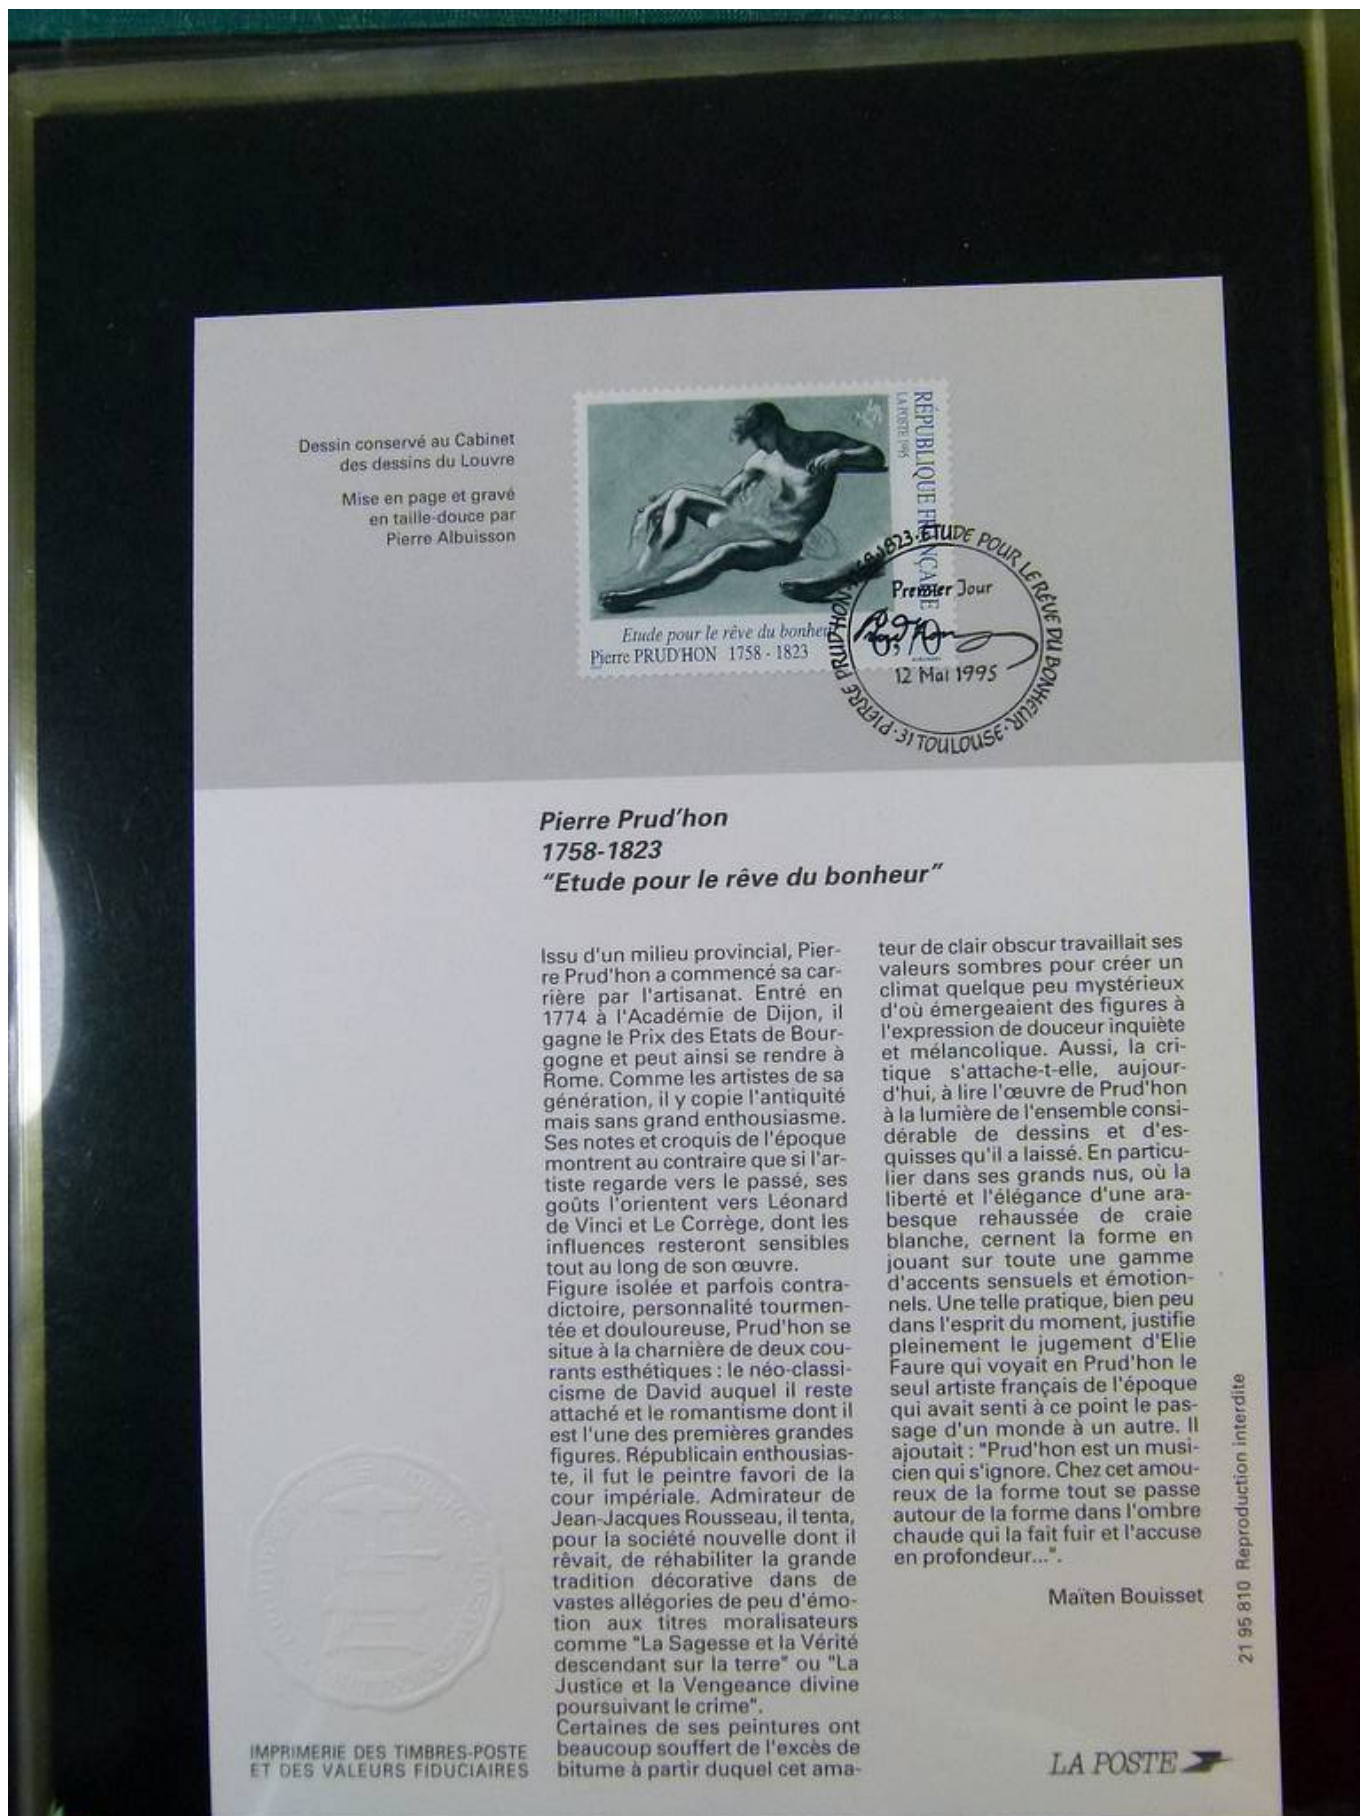 Dessin conservé au Cabinet
des dessins du Louvre
Mise en page et gravé
en taille-douce par
Pierre Albuisson
RÉPUBLIQUE FRANÇAISE
LA POSTE 1995
Etude pour le rêve du bonheur
Pierre PRUD'HON 1758 - 1823
6,70
PIERRE PRUD'HON·1758-1823·ETUDE POUR LE RÊVE DU BONHEUR·
Premier Jour
12 Mai 1995
31 TOULOUSE
Pierre Prud'hon
1758-1823
"Etude pour le rêve du bonheur"
Issu d'un milieu provincial, Pier-
re Prud'hon a commencé sa car-
rière par l'artisanat. Entré en
1774 à l'Académie de Dijon, il
gagne le Prix des Etats de Bour-
gogne et peut ainsi se rendre à
Rome. Comme les artistes de sa
génération, il y copie l'antiquité
mais sans grand enthousiasme.
Ses notes et croquis de l'époque
montrent au contraire que si l'ar-
tiste regarde vers le passé, ses
goûts l'orientent vers Léonard
de Vinci et Le Corrège, dont les
influences resteront sensibles
tout au long de son œuvre.
Figure isolée et parfois contra-
dictoire, personnalité tourmen-
tée et douloureuse, Prud'hon se
situe à la charnière de deux cou-
rants esthétiques : le néo-classi-
cisme de David auquel il reste
attaché et le romantisme dont il
est l'une des premières grandes
figures. Républicain enthousias-
te, il fut le peintre favori de la
cour impériale. Admirateur de
Jean-Jacques Rousseau, il tenta,
pour la société nouvelle dont il
rêvait, de réhabiliter la grande
tradition décorative dans de
vastes allégories de peu d'émo-
tion aux titres moralisateurs
comme "La Sagesse et la Vérité
descendant sur la terre" ou "La
Justice et la Vengeance divine
poursuivant le crime".
Certaines de ses peintures ont
beaucoup souffert de l'excès de
bitume à partir duquel cet ama-
teur de clair obscur travaillait ses
valeurs sombres pour créer un
climat quelque peu mystérieux
d'où émergeaient des figures à
l'expression de douceur inquiète
et mélancolique. Aussi, la cri-
tique s'attache-t-elle, aujour-
d'hui, à lire l'œuvre de Prud'hon
à la lumière de l'ensemble consi-
dérable de dessins et d'es-
quisses qu'il a laissé. En particu-
lier dans ses grands nus, où la
liberté et l'élégance d'une ara-
besque rehaussée de craie
blanche, cernent la forme en
jouant sur toute une gamme
d'accents sensuels et émotion-
nels. Une telle pratique, bien peu
dans l'esprit du moment, justifie
pleinement le jugement d'Elie
Faure qui voyait en Prud'hon le
seul artiste français de l'époque
qui avait senti à ce point le pas-
sage d'un monde à un autre. Il
ajoutait : "Prud'hon est un musi-
cien qui s'ignore. Chez cet amou-
reux de la forme tout se passe
autour de la forme dans l'ombre
chaude qui la fait fuir et l'accuse
en profondeur...".
Maïten Bouisset
21 95 810 Reproduction interdite
IMPRIMERIE DES TIMBRES-POSTE
ET DES VALEURS FIDUCIAIRES
LA POSTE